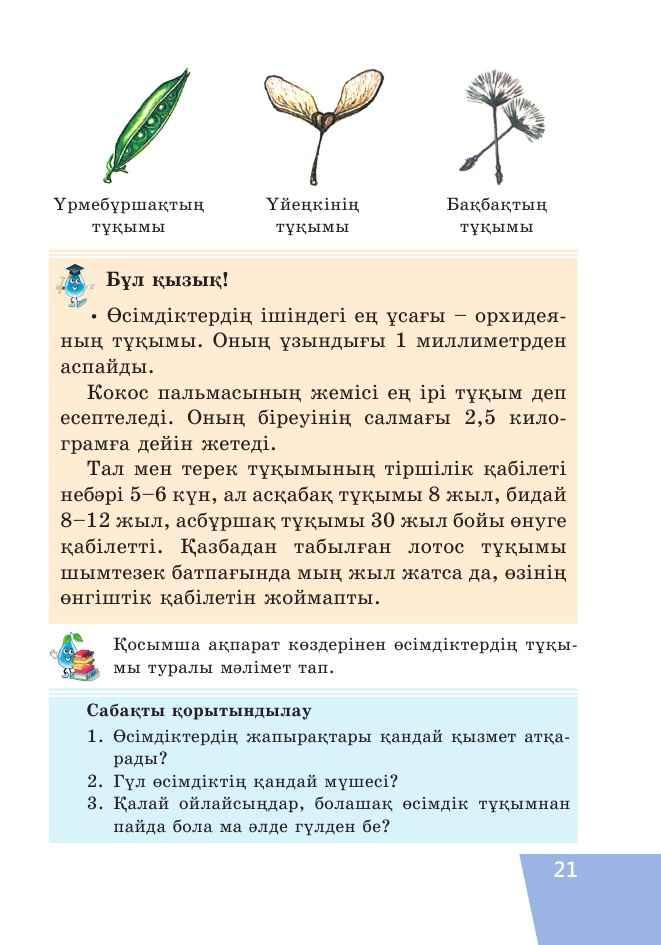 Үрмебұршақтың
тұқымы
Үйеңкінің
тұқымы
Бақбақтың
тұқымы
Бұл қызық!
• Өсімдіктердің ішіндегі ең ұсағы – орхидея-
ның тұқымы. Оның ұзындығы 1 миллиметрден
аспайды.
Кокос пальмасының жемісі ең ірі тұқым деп
есептеледі. Оның біреуінің салмағы 2,5 кило-
грамға дейін жетеді.
Тал мен терек тұқымының тіршілік қабілеті
небәрі 5–6 күн, ал асқабақ тұқымы 8 жыл, бидай
8–12 жыл, асбұршақ тұқымы 30 жыл бойы өнуге
қабілетті. Қазбадан табылған лотос тұқымы
шымтезек батпағында мың жыл жатса да, өзінің
өнгіштік қабілетін жоймапты.
Қосымша ақпарат көздерінен өсімдіктердің тұқы-
мы туралы мәлімет тап.
Сабақты қорытындылау
1. Өсімдіктердің жапырақтары қандай қызмет атқа-
рады?
2. Гүл өсімдіктің қандай мүшесі?
3. Қалай ойлайсыңдар, болашақ өсімдік тұқымнан
пайда бола ма әлде гүлден бе?
21